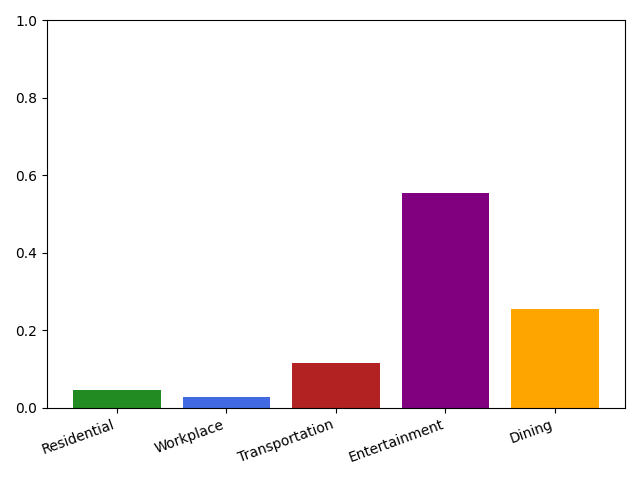 1.0
0.8
0.6
0.4
0.2
0.0
Residential
Workplace
Transportation
Entertainment
Dining